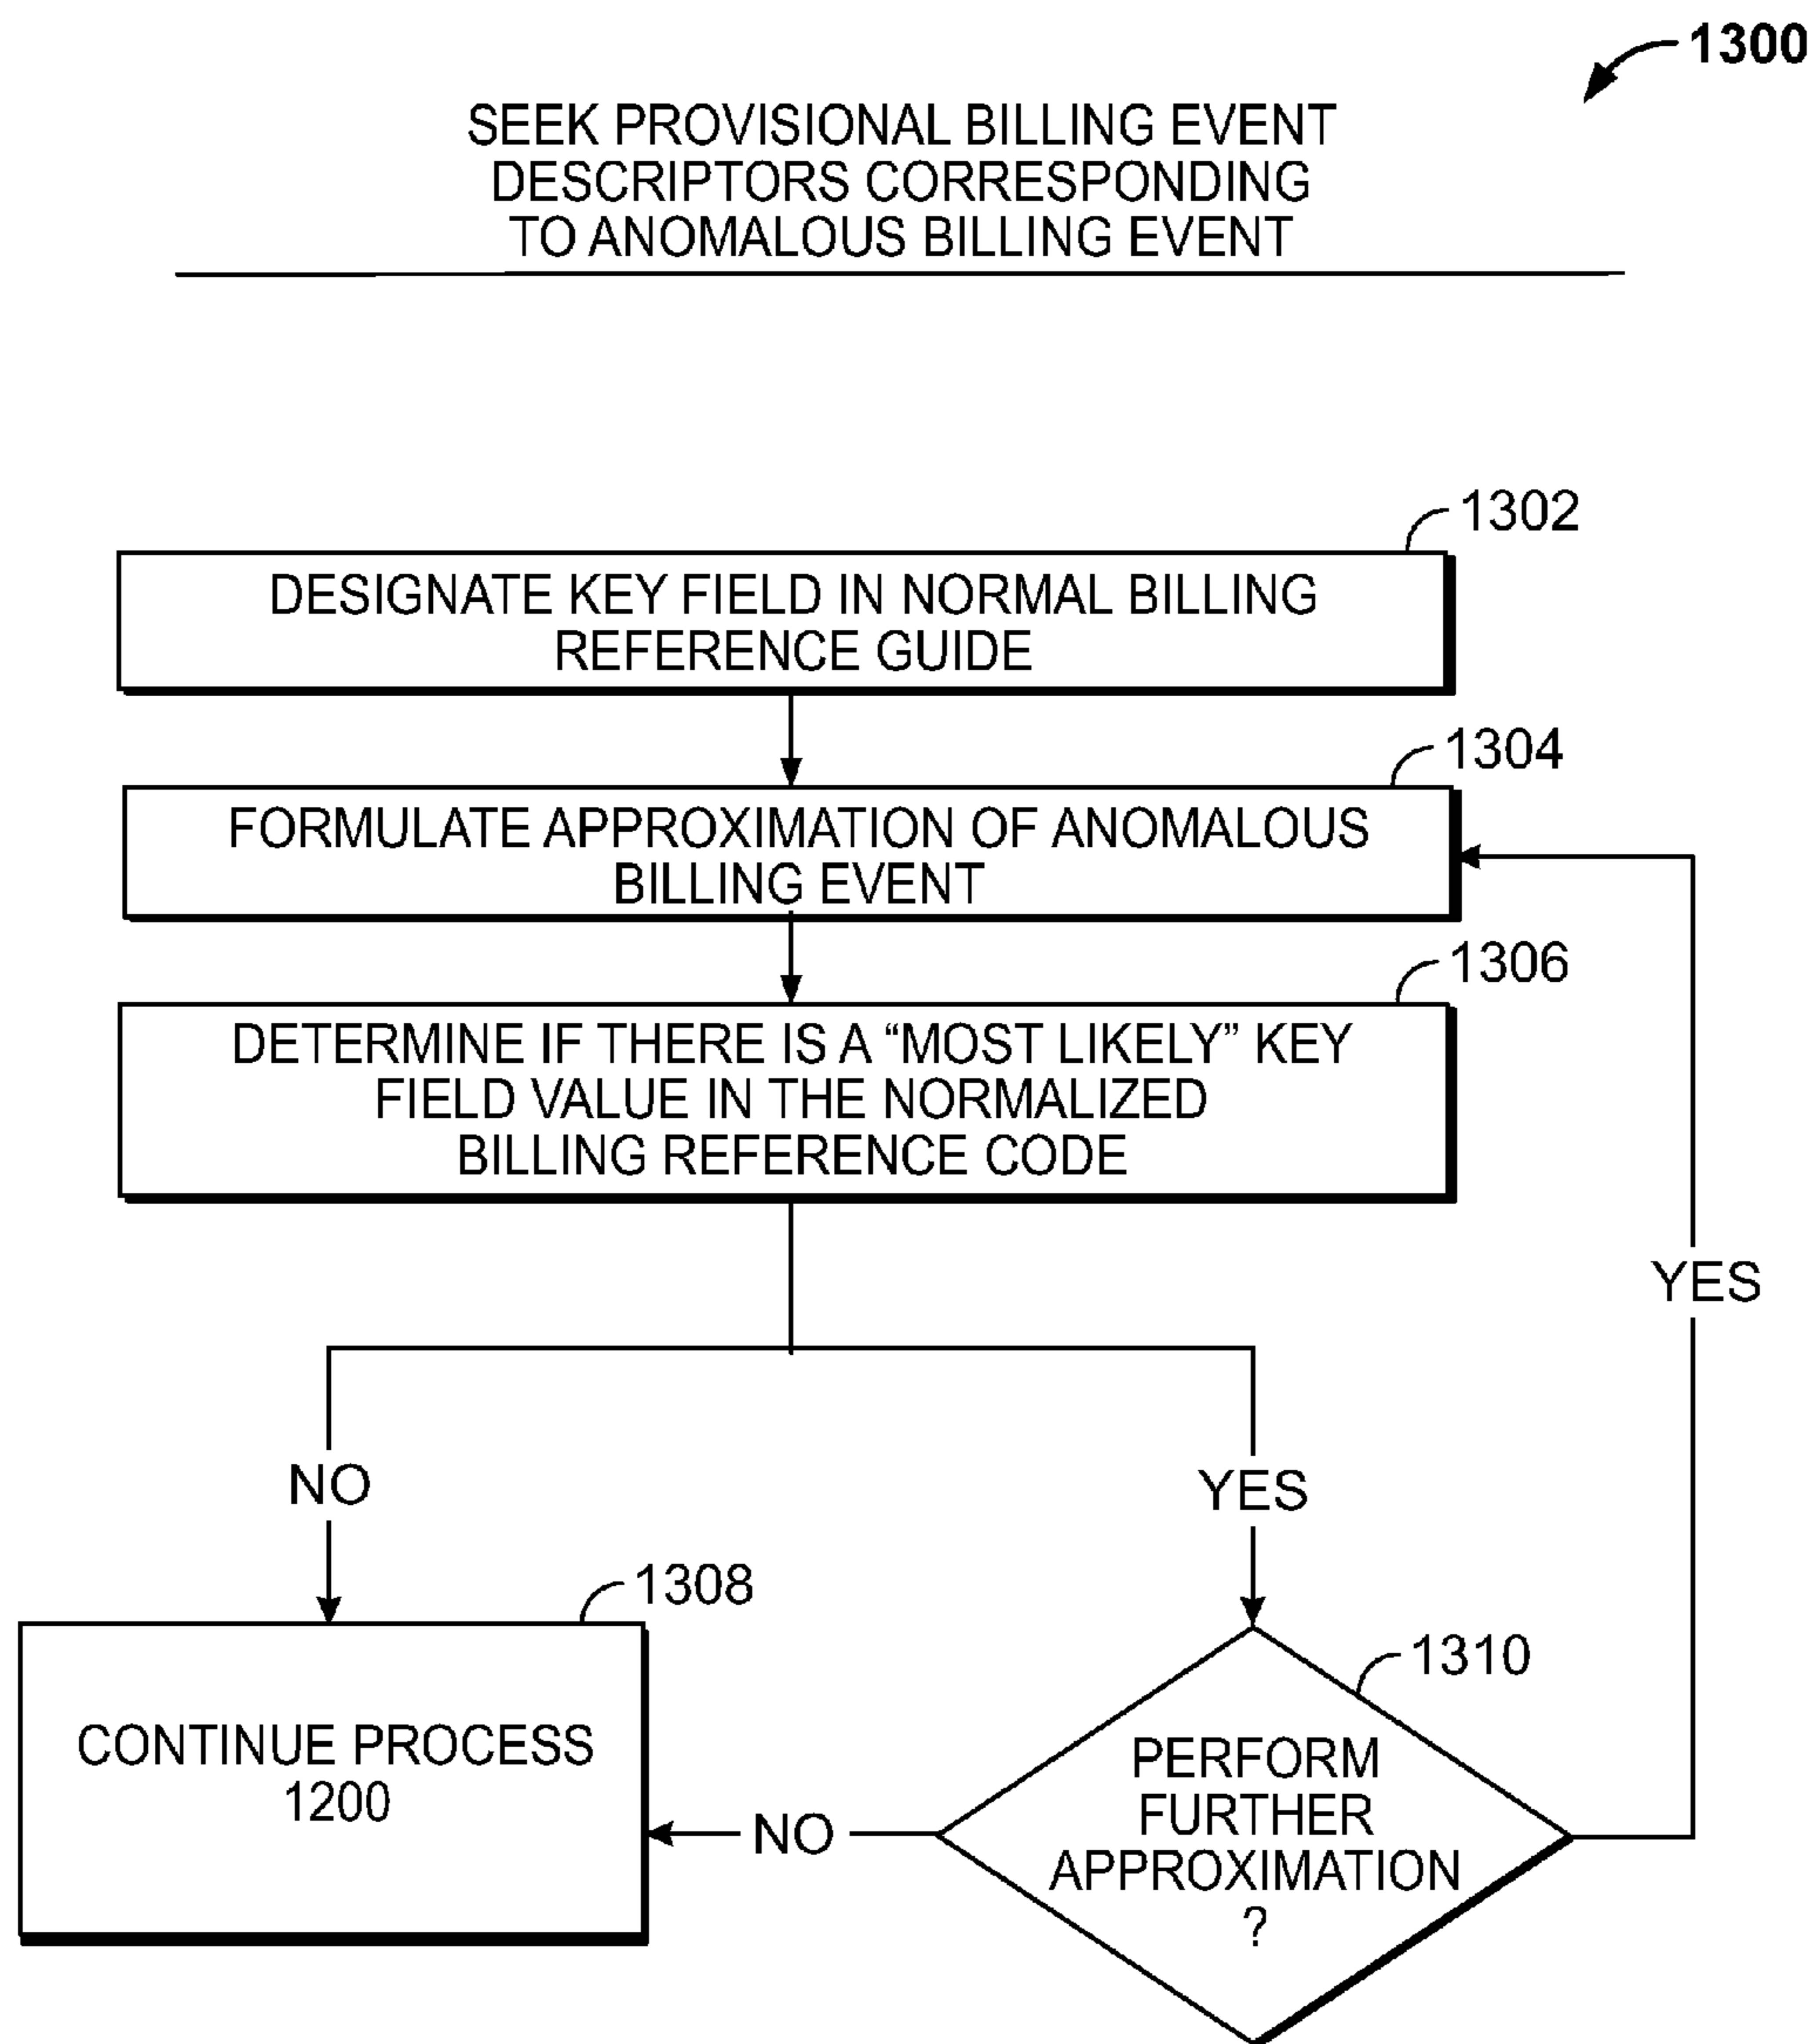 1300
SEEK PROVISIONAL BILLING EVENT
DESCRIPTORS CORRESPONDING
TO ANOMALOUS BILLING EVENT
1302
DESIGNATE KEY FIELD IN NORMAL BILLING
REFERENCE GUIDE
1304
FORMULATE APPROXIMATION OF ANOMALOUS
BILLING EVENT
1306
DETERMINE IF THERE IS A “MOST LIKELY” KEY
FIELD VALUE IN THE NORMALIZED
BILLING REFERENCE CODE
YES
NO
YES
1308
CONTINUE PROCESS
1200
1310
PERFORM
FURTHER
APPROXIMATION
?
NO